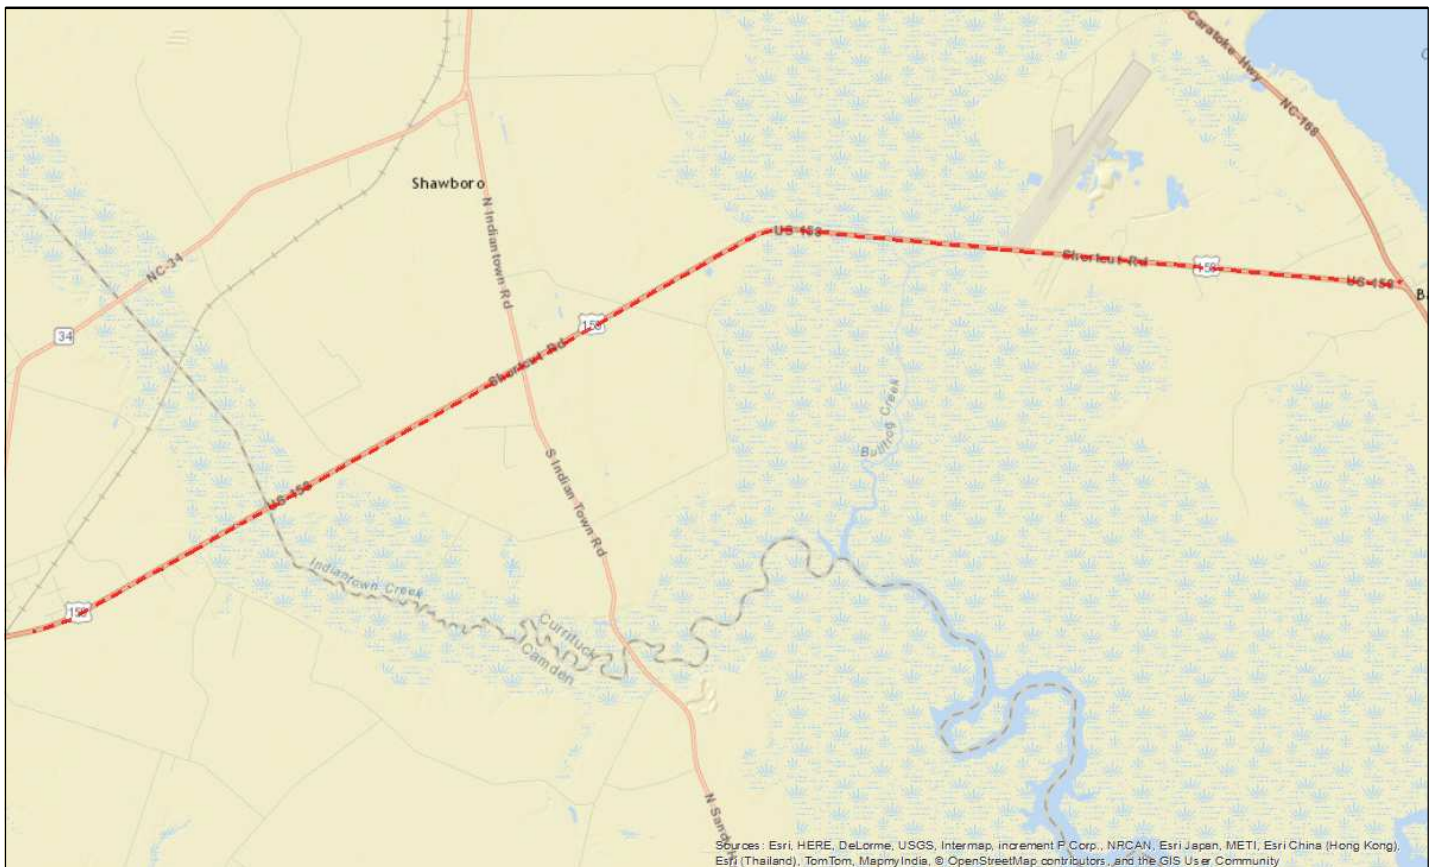 Caratoke Hwy
NC-168
Shawboro
N Indiantown Rd
US 158
NC-34
Shortcut Rd
158
US-158
34
158
Shortcut Rd
Bullfrog Creek
US-158
S Indian Town Rd
Indiantown Creek
158
Currituck
Camden
N Sandy H
Sources: Esri, HERE, DeLorme, USGS, Intermap, increment P Corp., NRCAN, Esri Japan, METI, Esri China (Hong Kong),
Esri (Thailand), TomTom, MapmyIndia, © OpenStreetMap contributors, and the GIS User Community